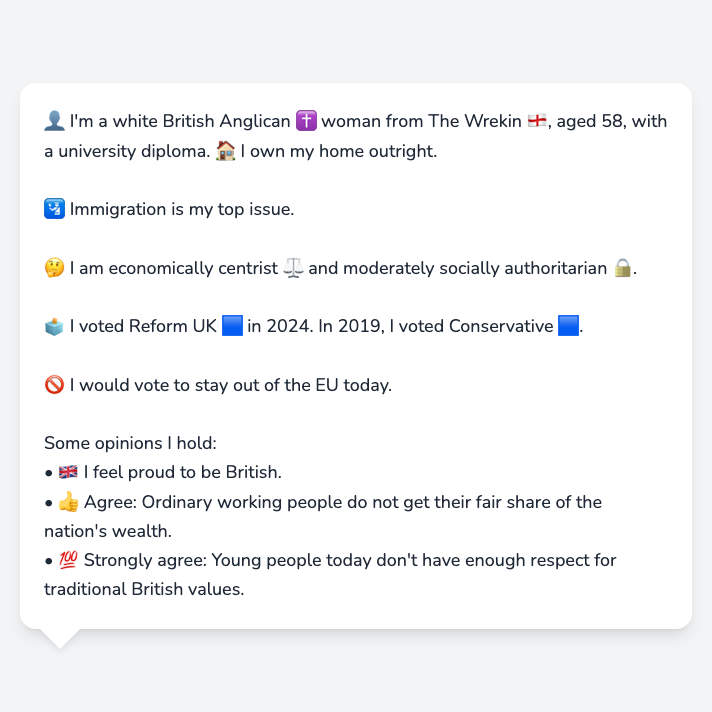 👤 I'm a white British Anglican ✝️ woman from The Wrekin 🏴󠁧󠁢󠁥󠁮󠁧󠁿, aged 58, with
a university diploma. 🏠 I own my home outright.
🛂 Immigration is my top issue.
🤔 I am economically centrist ⚖️ and moderately socially authoritarian 🔒.
🗳️ I voted Reform UK 🟦 in 2024. In 2019, I voted Conservative 🟦.
🚫 I would vote to stay out of the EU today.
Some opinions I hold:
• 🇬🇧 I feel proud to be British.
• 👍 Agree: Ordinary working people do not get their fair share of the
nation's wealth.
• 💯 Strongly agree: Young people today don't have enough respect for
traditional British values.